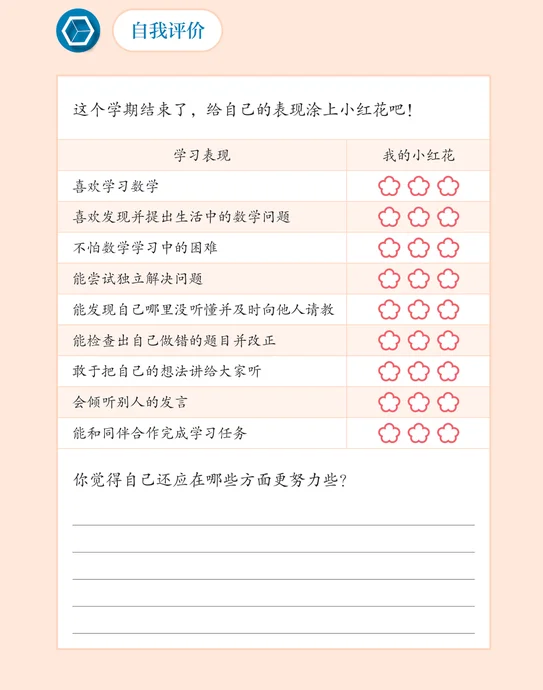 自我评价
这个学期结束了，给自己的表现涂上小红花吧！
学习表现
我的小红花
喜欢学习数学
喜欢发现并提出生活中的数学问题
不怕数学学习中的困难
能尝试独立解决问题
能发现自己哪里没听懂并及时向他人请教
能检查出自己做错的题目并改正
敢于把自己的想法讲给大家听
会倾听别人的发言
能和同伴合作完成学习任务
你觉得自己还应在哪些方面更努力些？